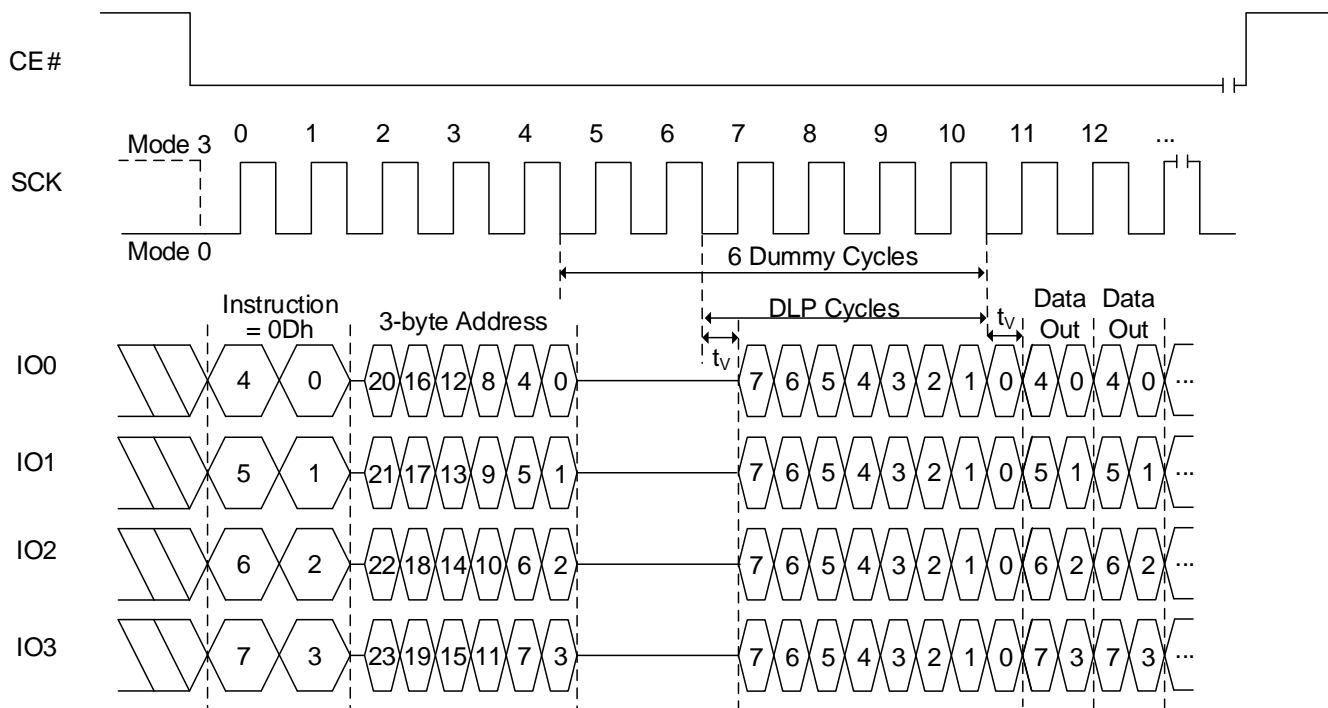 CE#
0 1 2 3 4 5 6 7 8 9 10 11 12 ...
Mode 3
SCK
Mode 0
6 Dummy Cycles
Instruction
= 0Dh
3-byte Address
DLP Cycles
tV
tV
Data
Out
Data
Out
IO0 4 0 20 16 12 8 4 0 7 6 5 4 3 2 1 0 4 0 4 0 ...
IO1 5 1 21 17 13 9 5 1 7 6 5 4 3 2 1 0 5 1 5 1 ...
IO2 6 2 22 18 14 10 6 2 7 6 5 4 3 2 1 0 6 2 6 2 ...
IO3 7 3 23 19 15 11 7 3 7 6 5 4 3 2 1 0 7 3 7 3 ...